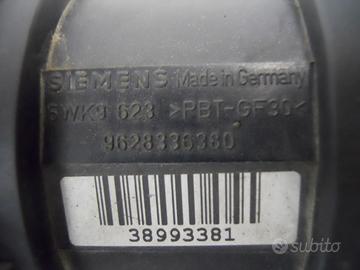 SIEMENS Made in Germany
5WK9 623 >PBT-GF30<
9628336380
38993381
subito